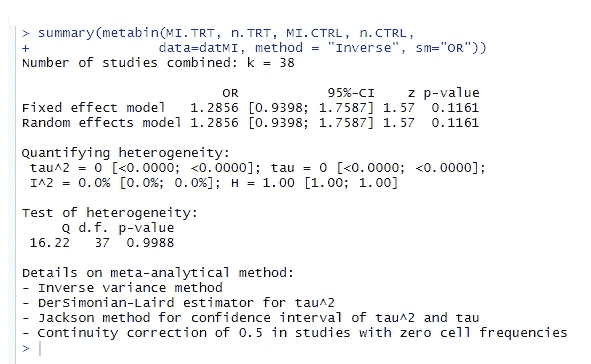 > summary(metabin(MI.TRT, n.TRT, MI.CTRL, n.CTRL,
+                 data=datMI, method = "Inverse", sm="OR"))
Number of studies combined: k = 38
                         OR           95%-CI    z p-value
Fixed effect model   1.2856 [0.9398; 1.7587] 1.57  0.1161
Random effects model 1.2856 [0.9398; 1.7587] 1.57  0.1161
Quantifying heterogeneity:
 tau^2 = 0 [<0.0000; <0.0000]; tau = 0 [<0.0000; <0.0000];
 I^2 = 0.0% [0.0%; 0.0%]; H = 1.00 [1.00; 1.00]
Test of heterogeneity:
     Q d.f. p-value
 16.22   37  0.9988
Details on meta-analytical method:
- Inverse variance method
- DerSimonian-Laird estimator for tau^2
- Jackson method for confidence interval of tau^2 and tau
- Continuity correction of 0.5 in studies with zero cell frequencies
>